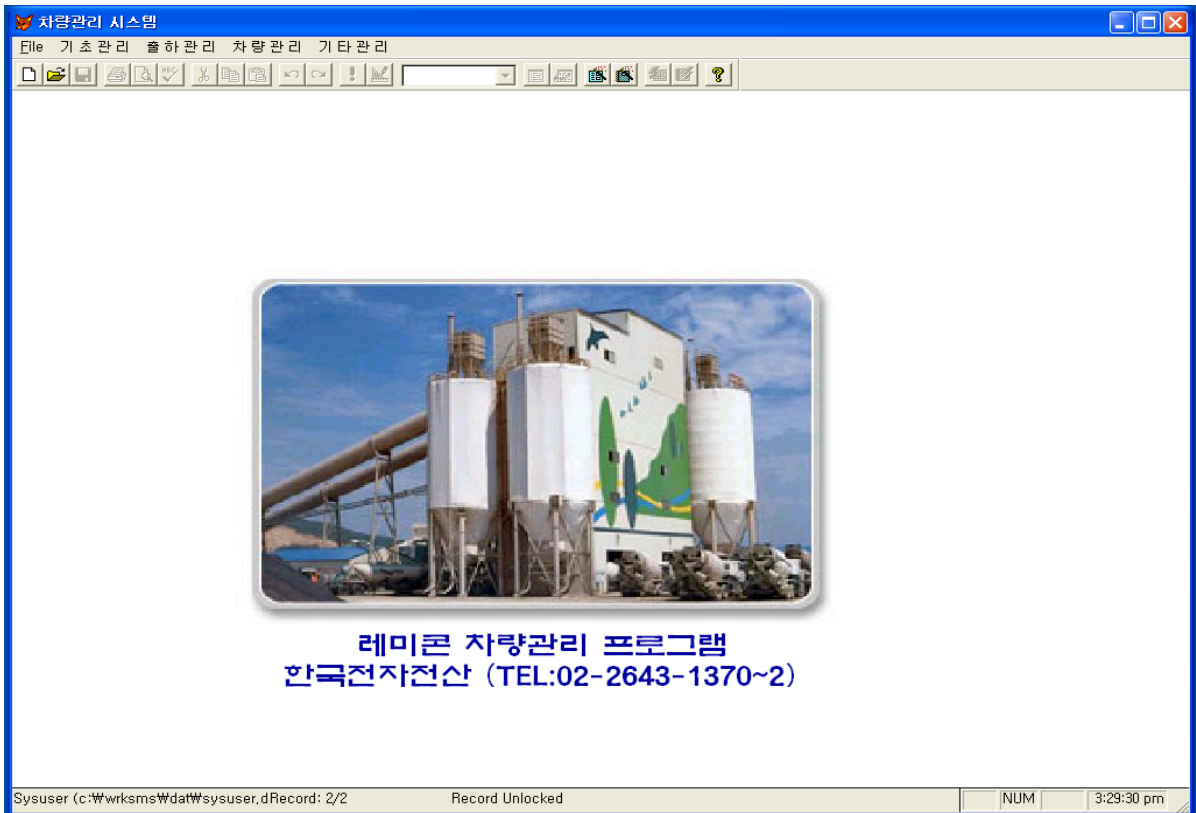 차량관리 시스템
File 기초관리 출하관리 차량관리 기타관리
레미콘 차량관리 프로그램
한국전자전산 (TEL:02-2643-1370~2)
Sysuser (c:₩wrksms₩dat₩sysuser,dRecord: 2/2 Record Unlocked NUM 3:29:30 pm